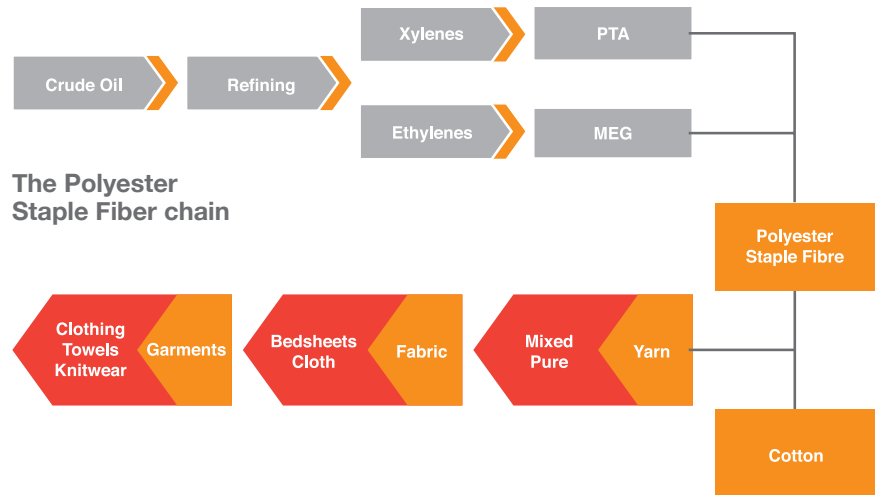 Xylenes
PTA
Crude Oil
Refining
Ethylenes
MEG
The Polyester
Staple Fiber chain
Polyester
Staple Fibre
Clothing
Towels
Knitwear
Garments
Bedsheets
Cloth
Fabric
Mixed
Pure
Yarn
Cotton